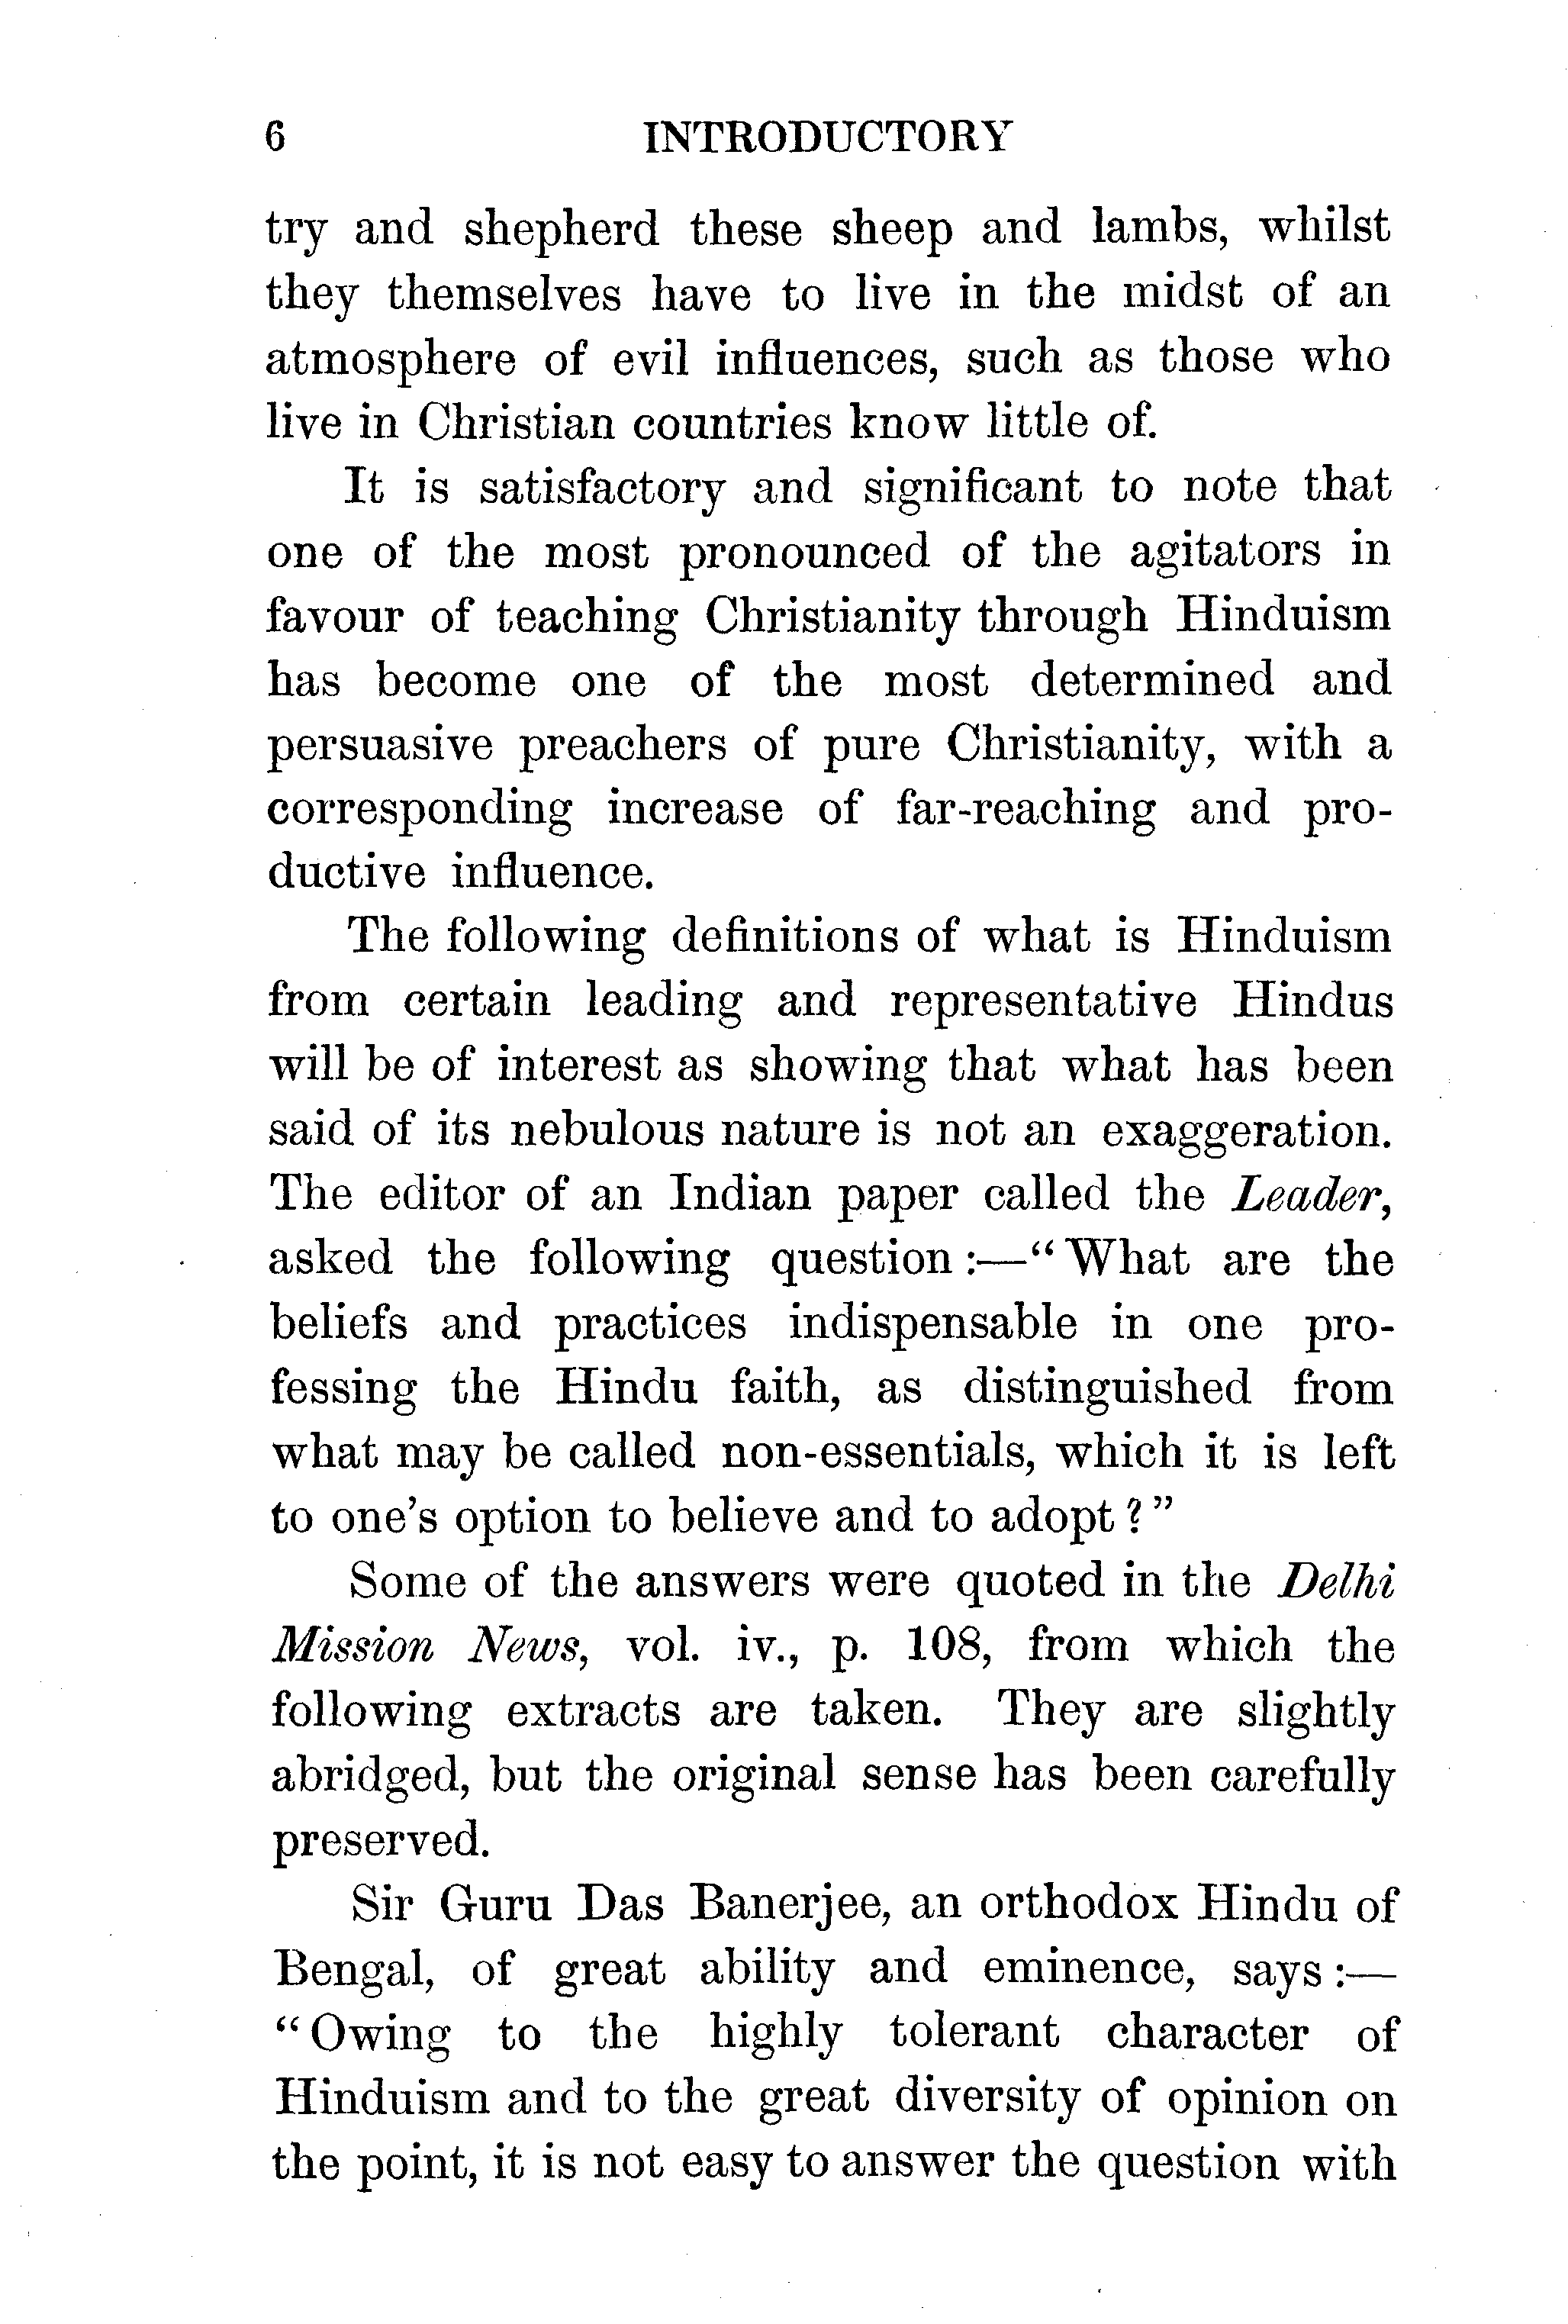 6 INTRODUCTORY
try and shepherd these sheep and lambs, whilst
they themselves have to live in the midst of an
atmosphere of evil influences, such as those who
live in Christian countries know little of.
It is satisfactory and significant to note that
one of the most pronounced of the agitators in
favour of teaching Christianity through Hinduism
has become one of the most determined and
persuasive preachers of pure Christianity, with a
corresponding increase of far-reaching and pro-
ductive influence.
The following definitions of what is Hinduism
from certain leading and representative Hindus
will be of interest as showing that what has been
said of its nebulous nature is not an exaggeration.
The editor of an Indian paper called the Leader,
asked the following question :—“ What are the
beliefs and practices indispensable in one pro-
fessing the Hindu faith, as distinguished from
what may be called non-essentials, which it is left
to one’s option to believe and to adopt ? ”
Some of the answers were quoted in the Delhi
Mission News, vol. iv., p. 108, from which the
following extracts are taken. They are slightly
abridged, but the original sense has been carefully
preserved.
Sir Guru Das Banerjee, an orthodox Hindu of
Bengal, of great ability and eminence, says :—
“ Owing to the highly tolerant character of
Hinduism and to the great diversity of opinion on
the point, it is not easy to answer the question with